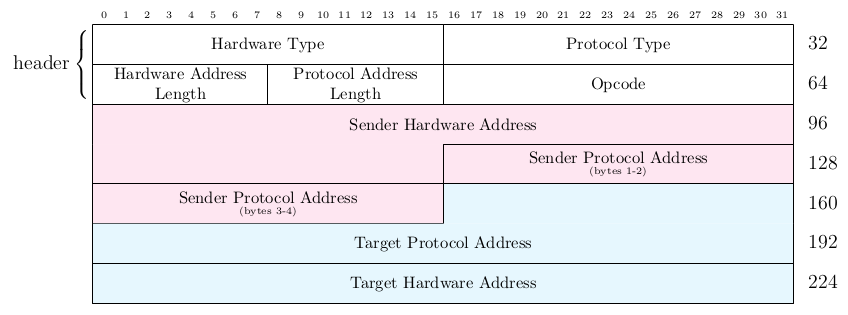 0 1 2 3 4 5 6 7 8 9 10 11 12 13 14 15 16 17 18 19 20 21 22 23 24 25 26 27 28 29 30 31
header
Hardware Type Protocol Type 32
Hardware Address Protocol Address
Length Length Opcode 64
Sender Hardware Address 96
Sender Protocol Address 128
(bytes 1-2)
Sender Protocol Address 160
(bytes 3-4)
Target Protocol Address 192
Target Hardware Address 224